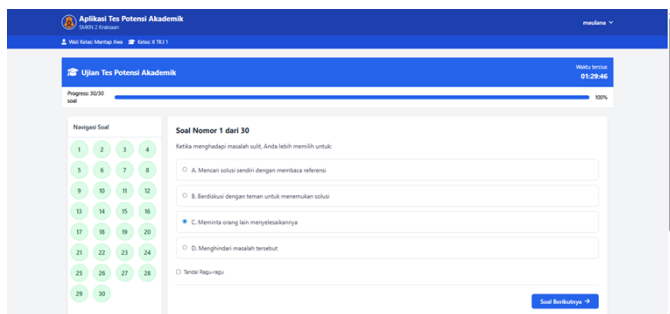 Aplikasi Tes Potensi Akademik
SMKN 2 Kraksaan
maulana
Wali Kelas: Mantap Jiwa Kelas: X TKJ 1
Ujian Tes Potensi Akademik
Waktu tersisa:
01:29:46
Progress: 30/30
soal
100%
Navigasi Soal
1 2 3 4
5 6 7 8
9 10 11 12
13 14 15 16
17 18 19 20
21 22 23 24
25 26 27 28
29 30
Soal Nomor 1 dari 30
Ketika menghadapi masalah sulit, Anda lebih memilih untuk:
A. Mencari solusi sendiri dengan membaca referensi
B. Berdiskusi dengan teman untuk menemukan solusi
C. Meminta orang lain menyelesaikannya
D. Menghindari masalah tersebut
Tandai Ragu-ragu
Soal Berikutnya →